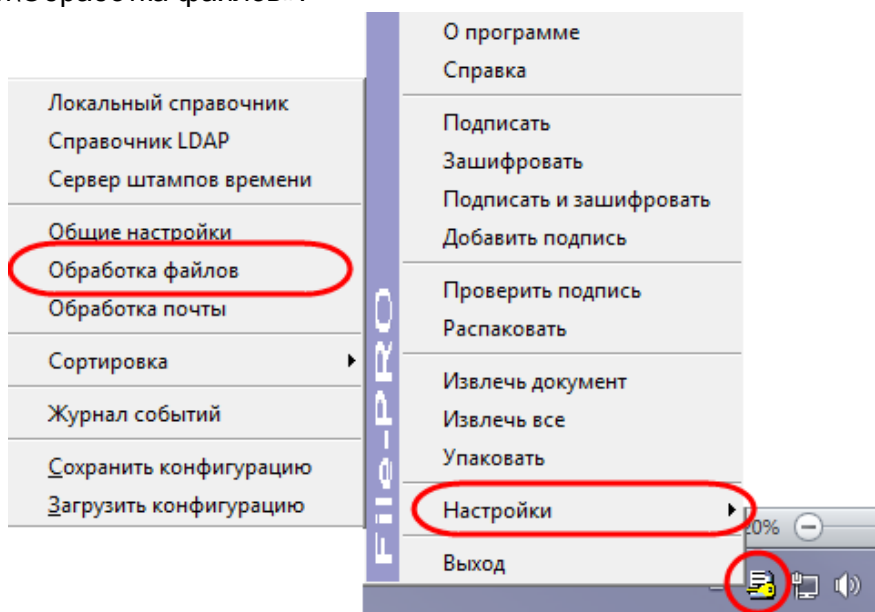 Обработка файлов
Локальный справочник
Справочник LDAP
Сервер штампов времени
Общие настройки
Обработка файлов
Обработка почты
Сортировка
Журнал событий
Сохранить конфигурацию
Загрузить конфигурацию
File-PRO
О программе
Справка
Подписать
Зашифровать
Подписать и зашифровать
Добавить подпись
Проверить подпись
Распаковать
Извлечь документ
Извлечь все
Упаковать
Настройки
Выход